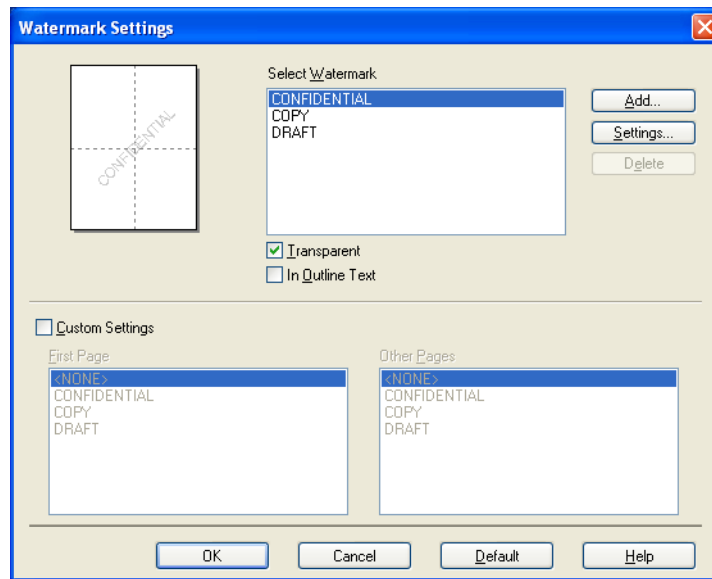 Watermark Settings
Select Watermark
CONFIDENTIAL
CONFIDENTIAL
COPY
DRAFT
Add...
Settings...
Delete
Transparent
In Outline Text
Custom Settings
First Page
<NONE>
CONFIDENTIAL
COPY
DRAFT
Other Pages
<NONE>
CONFIDENTIAL
COPY
DRAFT
OK
Cancel
Default
Help